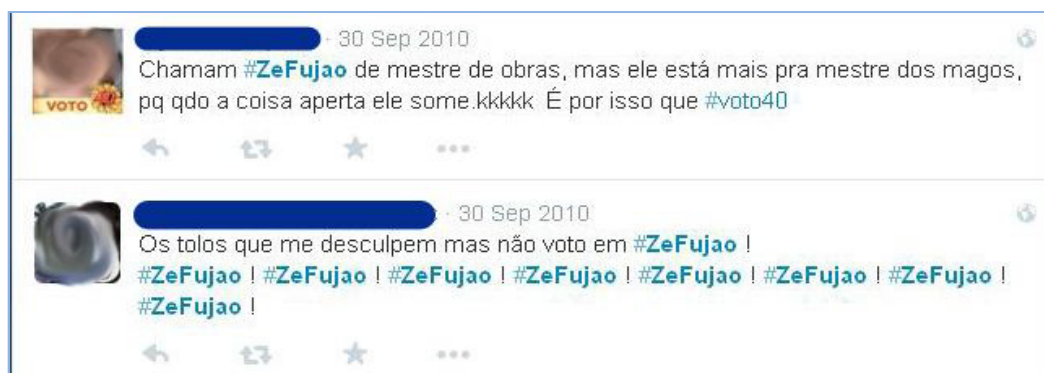 · 30 Sep 2010
Chamam #ZeFujao de mestre de obras, mas ele está mais pra mestre dos magos,
pq qdo a coisa aperta ele some.kkkkk É por isso que #voto40
VOTO
· 30 Sep 2010
Os tolos que me desculpem mas não voto em #ZeFujao !
#ZeFujao ! #ZeFujao ! #ZeFujao ! #ZeFujao ! #ZeFujao ! #ZeFujao ! #ZeFujao !
#ZeFujao !